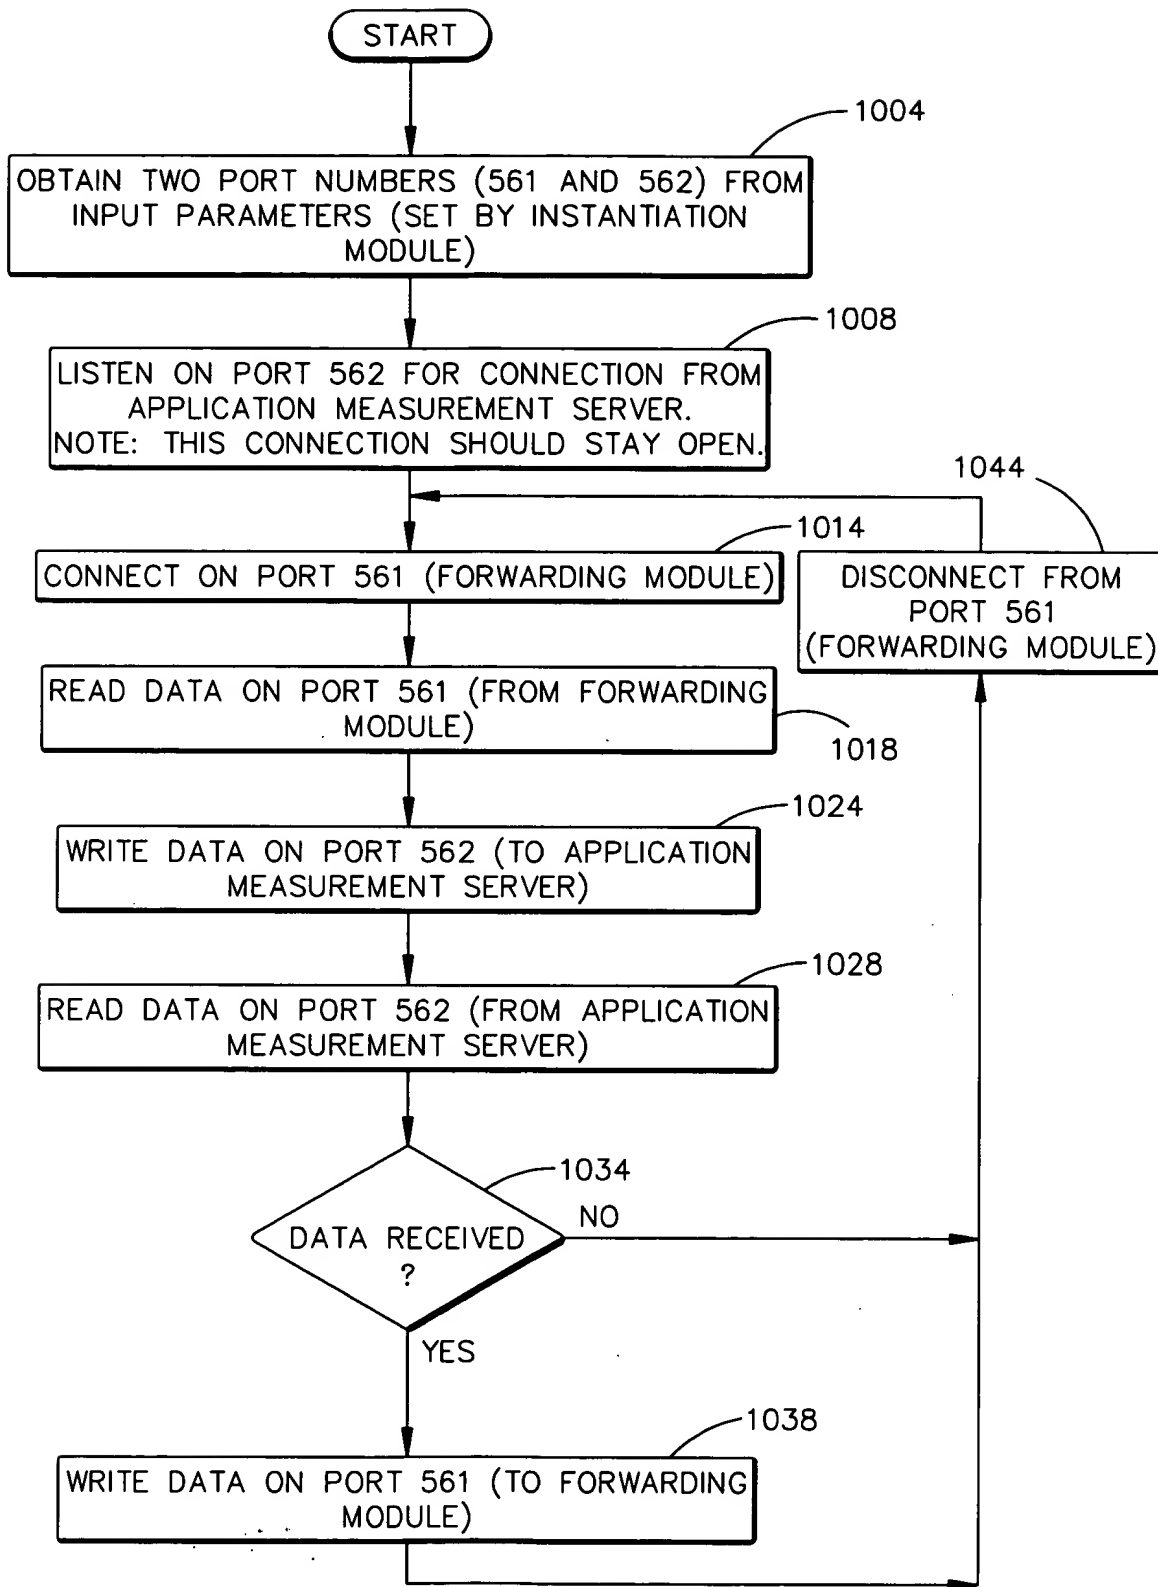 START
1004
OBTAIN TWO PORT NUMBERS (561 AND 562) FROM
INPUT PARAMETERS (SET BY INSTANTIATION
MODULE)
1008
LISTEN ON PORT 562 FOR CONNECTION FROM
APPLICATION MEASUREMENT SERVER.
NOTE: THIS CONNECTION SHOULD STAY OPEN.
1044
1014
CONNECT ON PORT 561 (FORWARDING MODULE)
DISCONNECT FROM
PORT 561
(FORWARDING MODULE)
READ DATA ON PORT 561 (FROM FORWARDING
MODULE)
1018
1024
WRITE DATA ON PORT 562 (TO APPLICATION
MEASUREMENT SERVER)
1028
READ DATA ON PORT 562 (FROM APPLICATION
MEASUREMENT SERVER)
1034
NO
DATA RECEIVED
?
YES
1038
WRITE DATA ON PORT 561 (TO FORWARDING
MODULE)